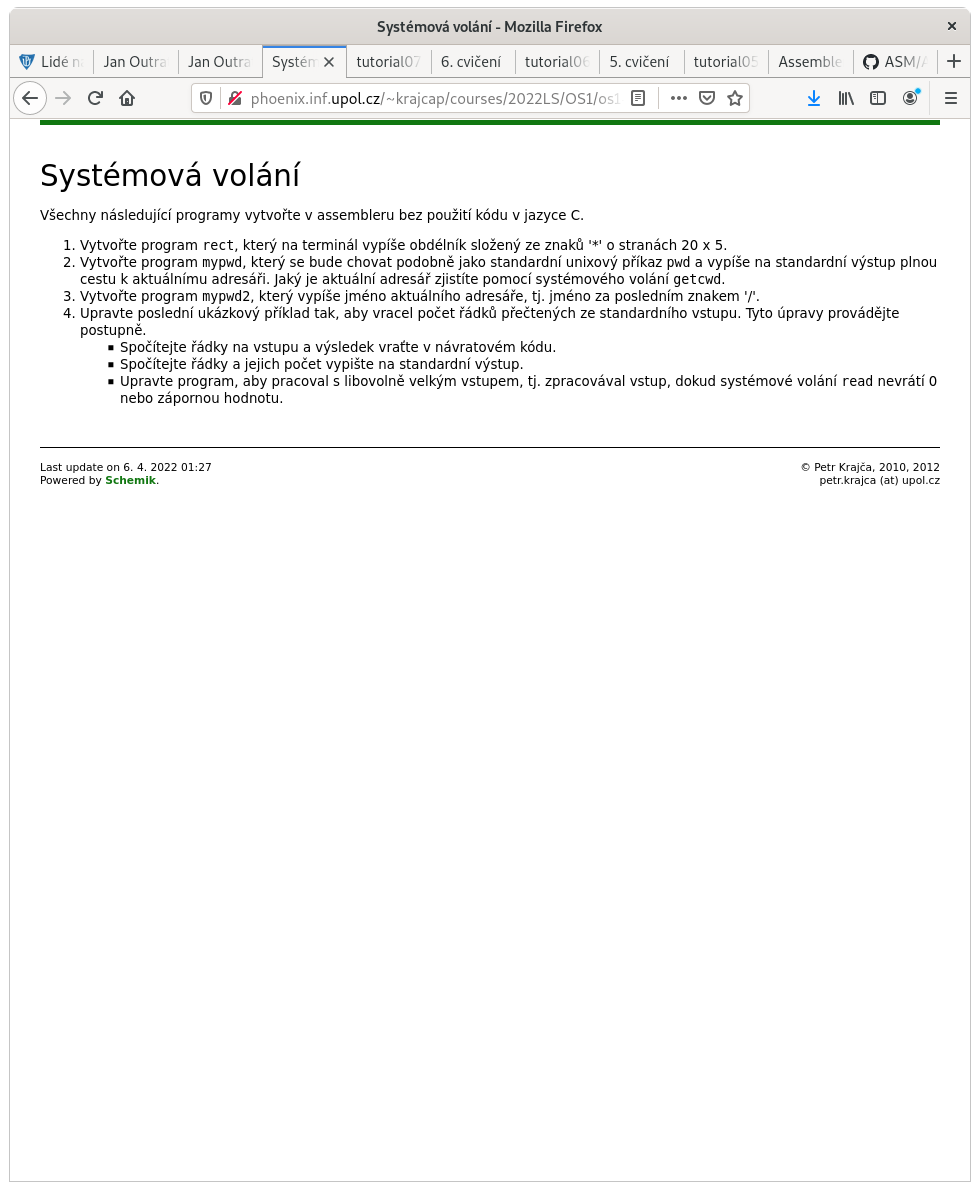 Systémová volání - Mozilla Firefox
Lidé n Jan Outra Jan Outra Systém tutorial07 6. cvičení tutorial06 5. cvičení tutorial05 Assemble ASM/A
phoenix.inf.upol.cz/~krajcap/courses/2022LS/OS1/os1
Systémová volání
Všechny následující programy vytvořte v assembleru bez použití kódu v jazyce C.
1. Vytvořte program rect, který na terminál vypíše obdélník složený ze znaků '*' o stranách 20 x 5.
2. Vytvořte program mypwd, který se bude chovat podobně jako standardní unixový příkaz pwd a vypíše na standardní výstup plnou
cestu k aktuálnímu adresáři. Jaký je aktuální adresář zjistíte pomocí systémového volání getcwd.
3. Vytvořte program mypwd2, který vypíše jméno aktuálního adresáře, tj. jméno za posledním znakem '/'.
4. Upravte poslední ukázkový příklad tak, aby vracel počet řádků přečtených ze standardního vstupu. Tyto úpravy provádějte
postupně.
▪ Spočítejte řádky na vstupu a výsledek vraťte v návratovém kódu.
▪ Spočítejte řádky a jejich počet vypište na standardní výstup.
▪ Upravte program, aby pracoval s libovolně velkým vstupem, tj. zpracovával vstup, dokud systémové volání read nevrátí 0
nebo zápornou hodnotu.
Last update on 6. 4. 2022 01:27
Powered by Schemik.
© Petr Krajča, 2010, 2012
petr.krajca (at) upol.cz